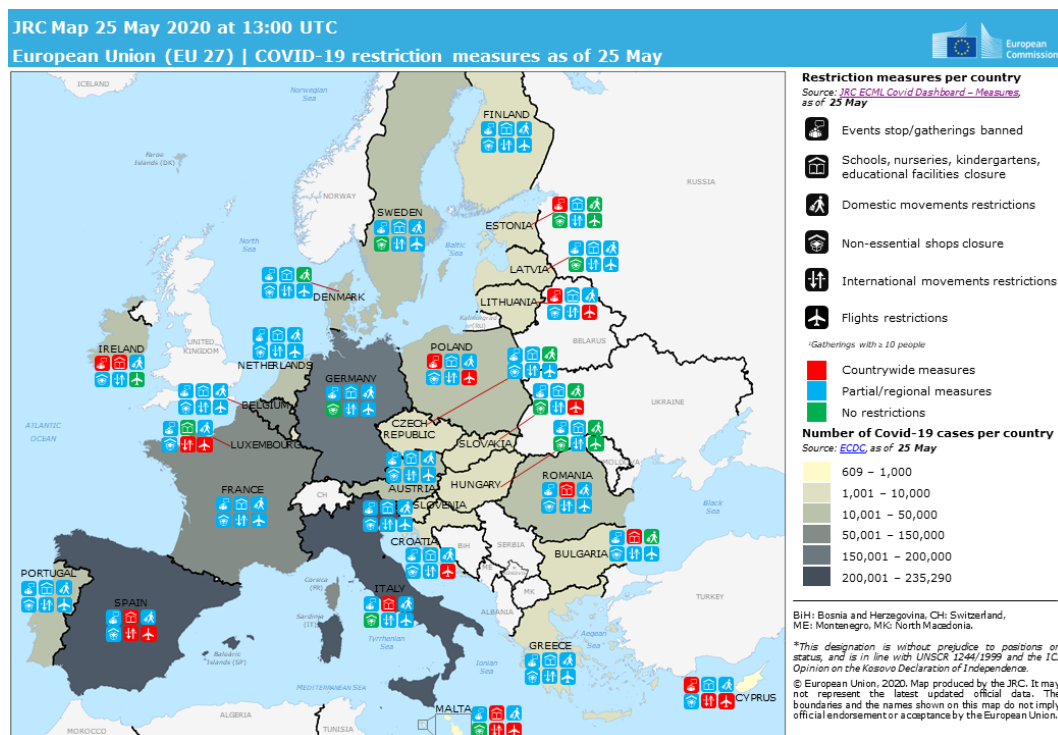 JRC Map 25 May 2020 at 13:00 UTC
European Union (EU 27) | COVID-19 restriction measures as of 25 May
European
Commission
ICELAND
Norwegian
Sea
Faroe
Islands (DK)
FINLAND
NORWAY
RUSSIA
SWEDEN
ESTONIA
North
Sea
Baltic
Sea
LATVIA
DENMARK
LITHUANIA
Kaliningrad
(RU)
BELARUS
IRELAND
UNITED
KINGDOM
NETHERLANDS
POLAND
GERMANY
BELGIUM
UKRAINE
CZECH
REPUBLIC
ATLANTIC
OCEAN
LUXEMBOURG
SLOVAKIA
MOLDOVA
AUSTRIA
HUNGARY
ROMANIA
FRANCE
CH
SLOVENIA
Black
Sea
CROATIA
BiH
SERBIA
BULGARIA
PORTUGAL
SPAIN
Corsica
(FR)
ITALY
ME
MK
ALBANIA
TURKEY
Sardinia
(IT)
Tyrrhenian
Sea
Balearic
Islands (SP)
GREECE
Aegean
Sea
Ionian
Sea
MEDITERRANEAN SEA
CYPRUS
MALTA
MOROCCO
ALGERIA
TUNISIA
Restriction measures per country
Source: JRC ECML Covid Dashboard – Measures,
as of 25 May
Events stop/gatherings banned
Schools, nurseries, kindergartens,
educational facilities closure
Domestic movements restrictions
Non-essential shops closure
International movements restrictions
Flights restrictions
¹Gatherings with ≥ 10 people
Countrywide measures
Partial/regional measures
No restrictions
Number of Covid-19 cases per country
Source: ECDC, as of 25 May
609 – 1,000
1,001 – 10,000
10,001 – 50,000
50,001 – 150,000
150,001 – 200,000
200,001 – 235,290
BiH: Bosnia and Herzegovina, CH: Switzerland,
ME: Montenegro, MK: North Macedonia.
*This designation is without prejudice to positions on
status, and is in line with UNSCR 1244/1999 and the ICJ
Opinion on the Kosovo Declaration of Independence.
© European Union, 2020. Map produced by the JRC. It may
not represent the latest updated official data. The
boundaries and the names shown on this map do not imply
official endorsement or acceptance by the European Union.